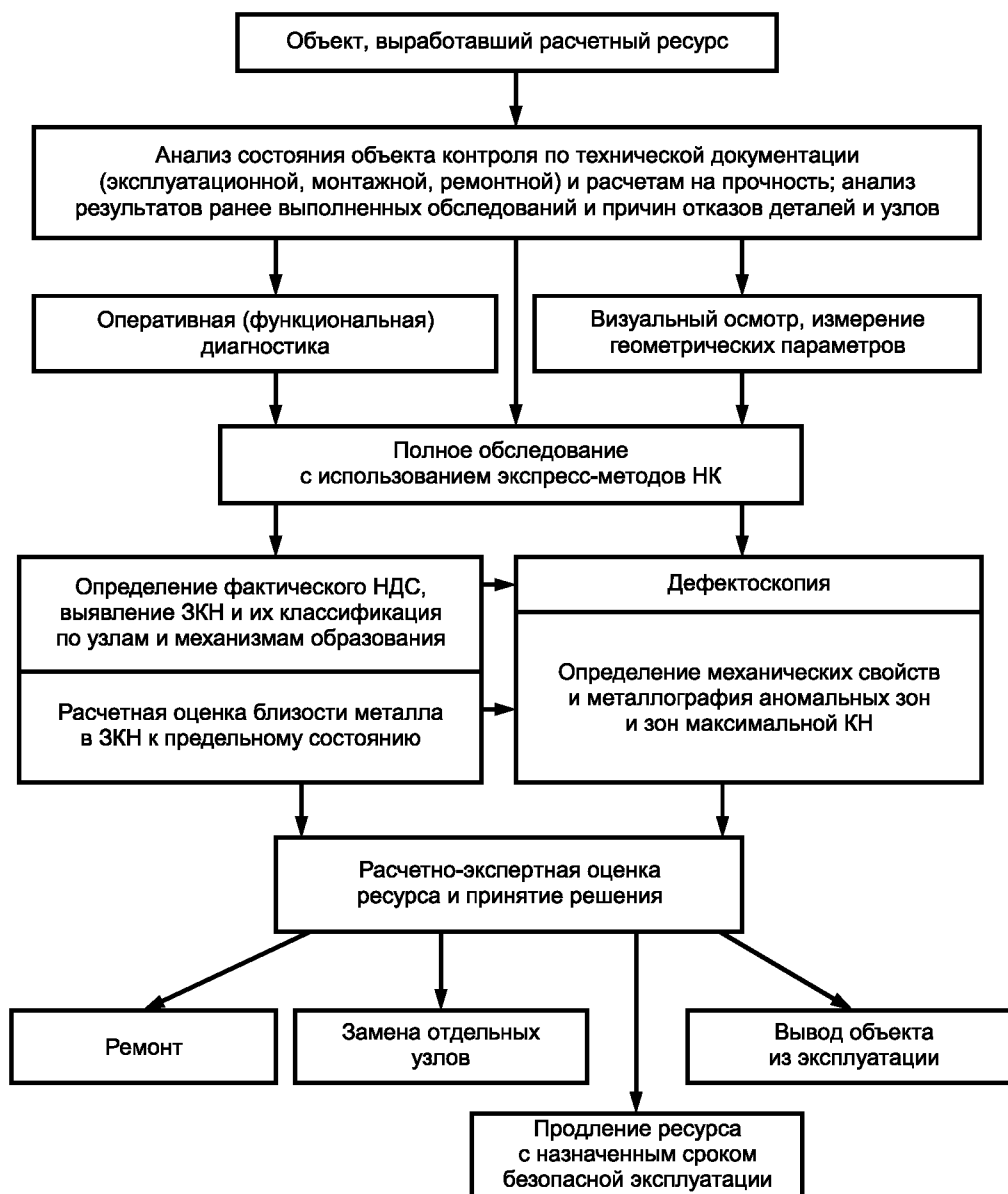 Объект, выработавший расчетный ресурс
Анализ состояния объекта контроля по технической документации
(эксплуатационной, монтажной, ремонтной) и расчетам на прочность; анализ
результатов ранее выполненных обследований и причин отказов деталей и узлов
Оперативная (функциональная)
диагностика
Визуальный осмотр, измерение
геометрических параметров
Полное обследование
с использованием экспресс-методов НК
Определение фактического НДС,
выявление ЗКН и их классификация
по узлам и механизмам образования
Расчетная оценка близости металла
в ЗКН к предельному состоянию
Дефектоскопия
Определение механических свойств
и металлография аномальных зон
и зон максимальной КН
Расчетно-экспертная оценка
ресурса и принятие решения
Ремонт
Замена отдельных
узлов
Вывод объекта
из эксплуатации
Продление ресурса
с назначенным сроком
безопасной эксплуатации